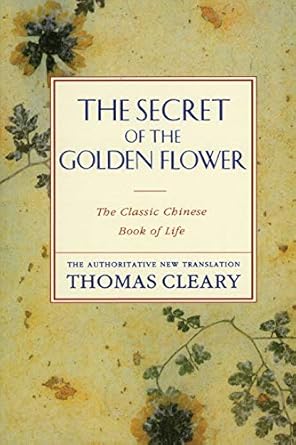 THE SECRET
OF THE
GOLDEN FLOWER
The Classic Chinese
Book of Life
THE AUTHORITATIVE NEW TRANSLATION
THOMAS CLEARY